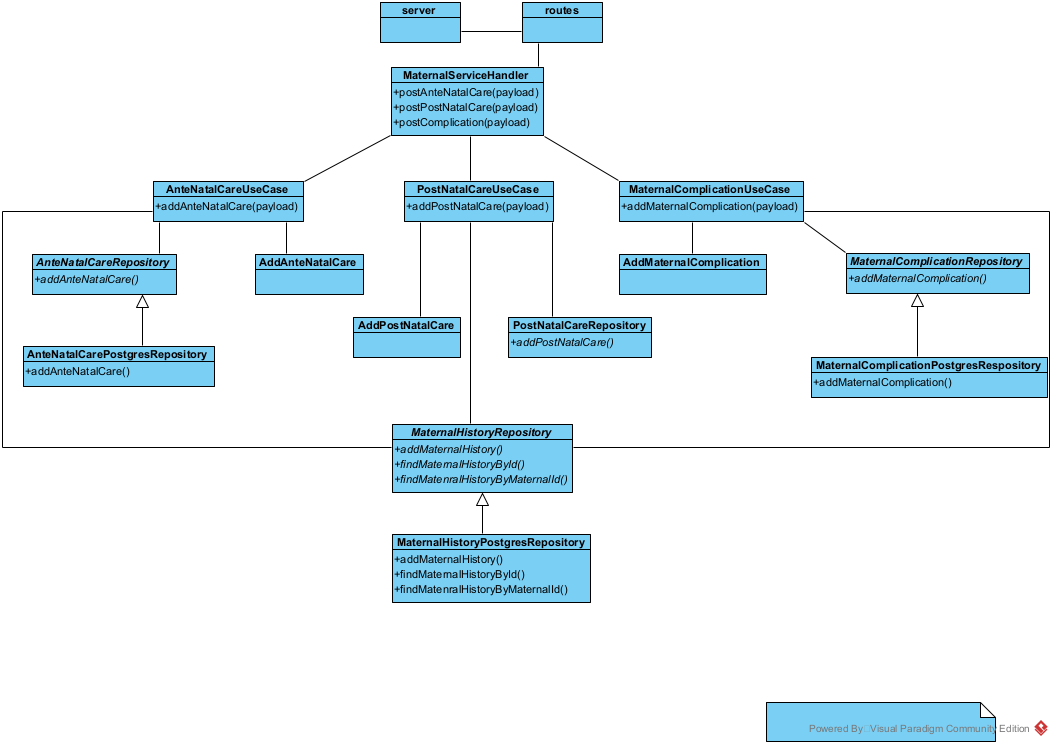 server
routes
MaternalServiceHandler
+postAnteNatalCare(payload)
+postPostNatalCare(payload)
+postComplication(payload)
AnteNatalCareUseCase
+addAnteNatalCare(payload)
PostNatalCareUseCase
+addPostNatalCare(payload)
MaternalComplicationUseCase
+addMaternalComplication(payload)
AnteNatalCareRepository
+addAnteNatalCare()
AddAnteNatalCare
AddMaternalComplication
MaternalComplicationRepository
+addMaternalComplication()
AddPostNatalCare
PostNatalCareRepository
+addPostNatalCare()
AnteNatalCarePostgresRepository
+addAnteNatalCare()
MaternalComplicationPostgresRespository
+addMaternalComplication()
MaternalHistoryRepository
+addMaternalHistory()
+findMaternalHistoryById()
+findMatenralHistoryByMaternalId()
MaternalHistoryPostgresRepository
+addMaternalHistory()
+findMaternalHistoryById()
+findMatenralHistoryByMaternalId()
Powered By Visual Paradigm Community Edition